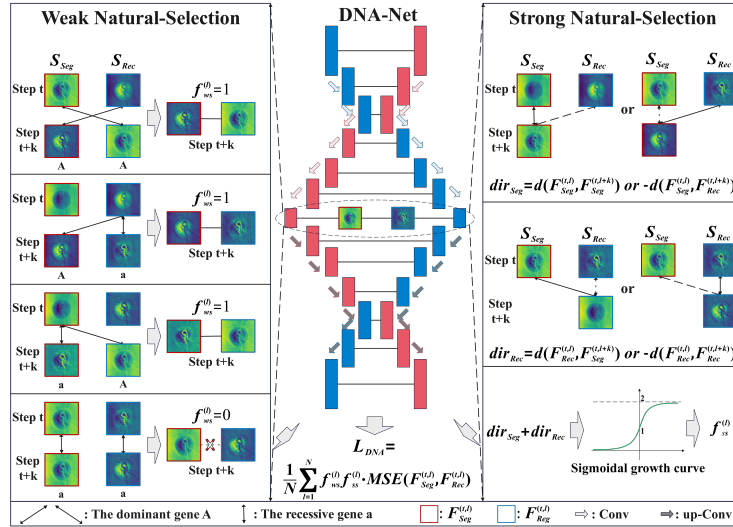 Weak Natural-Selection
S_Seg S_Rec
Step t
Step t+k
A A
f_ws^(l)=1
Step t+k
Step t
Step t+k
A a
f_ws^(l)=1
Step t+k
Step t
Step t+k
a A
f_ws^(l)=1
Step t+k
Step t
Step t+k
a a
f_ws^(l)=0
Step t+k
DNA-Net
L_DNA=
1/N ∑_{l=1}^{N} f_ws^(l) f_ss^(l)·MSE(F_Seg^(t,l),F_Rec^(t,l))
Strong Natural-Selection
S_Seg S_Rec S_Seg S_Rec
Step t
or
Step t+k
dir_Seg=d(F_Seg^(t,l),F_Seg^(t,l+k)) or -d(F_Seg^(t,l),F_Rec^(t,l+k))
S_Seg S_Rec S_Seg S_Rec
Step t
or
Step t+k
dir_Rec=d(F_Rec^(t,l),F_Seg^(t,l+k)) or -d(F_Rec^(t,l),F_Rec^(t,l+k))
dir_Seg+dir_Rec
2
1
f_ss^(l)
Sigmoidal growth curve
: The dominant gene A : The recessive gene a : F_Seg^(t,l) : F_Reg^(t,l) : Conv : up-Conv